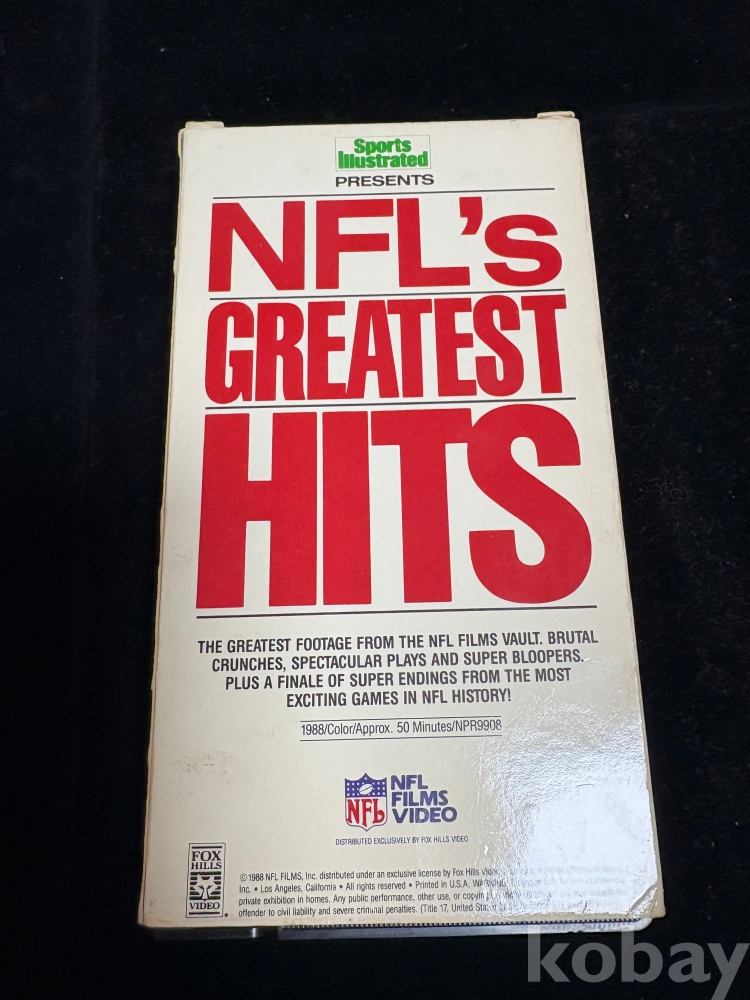 Sports
Illustrated
PRESENTS
NFL's
GREATEST
HITS
THE GREATEST FOOTAGE FROM THE NFL FILMS VAULT. BRUTAL
CRUNCHES, SPECTACULAR PLAYS AND SUPER BLOOPERS.
PLUS A FINALE OF SUPER ENDINGS FROM THE MOST
EXCITING GAMES IN NFL HISTORY!
1988/Color/Approx. 50 Minutes/NPR9908
NFL
NFL
FILMS
VIDEO
DISTRIBUTED EXCLUSIVELY BY FOX HILLS VIDEO
FOX
HILLS
VIDEO
©1988 NFL FILMS, Inc. distributed under an exclusive license by Fox Hills
Inc. • Los Angeles, California • All rights reserved • Printed in U.S.A.
private exhibition in homes. Any public performance, other use, or
offender to civil liability and severe criminal penalties. (Title 17, United
kobay